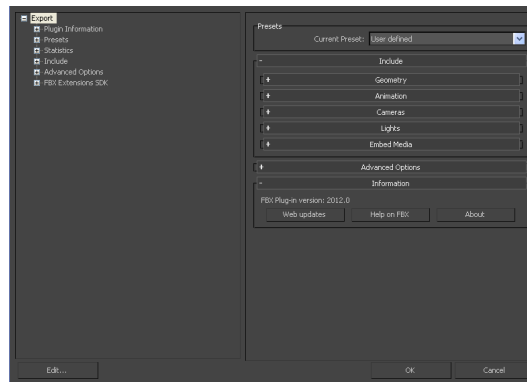 Export
Plugin Information
Presets
Statistics
Include
Advanced Options
FBX Extensions SDK
Edit...
Presets
Current Preset: User defined
- Include
+ Geometry
+ Animation
+ Cameras
+ Lights
+ Embed Media
+ Advanced Options
- Information
FBX Plug-in version: 2012.0
Web updates Help on FBX About
OK Cancel